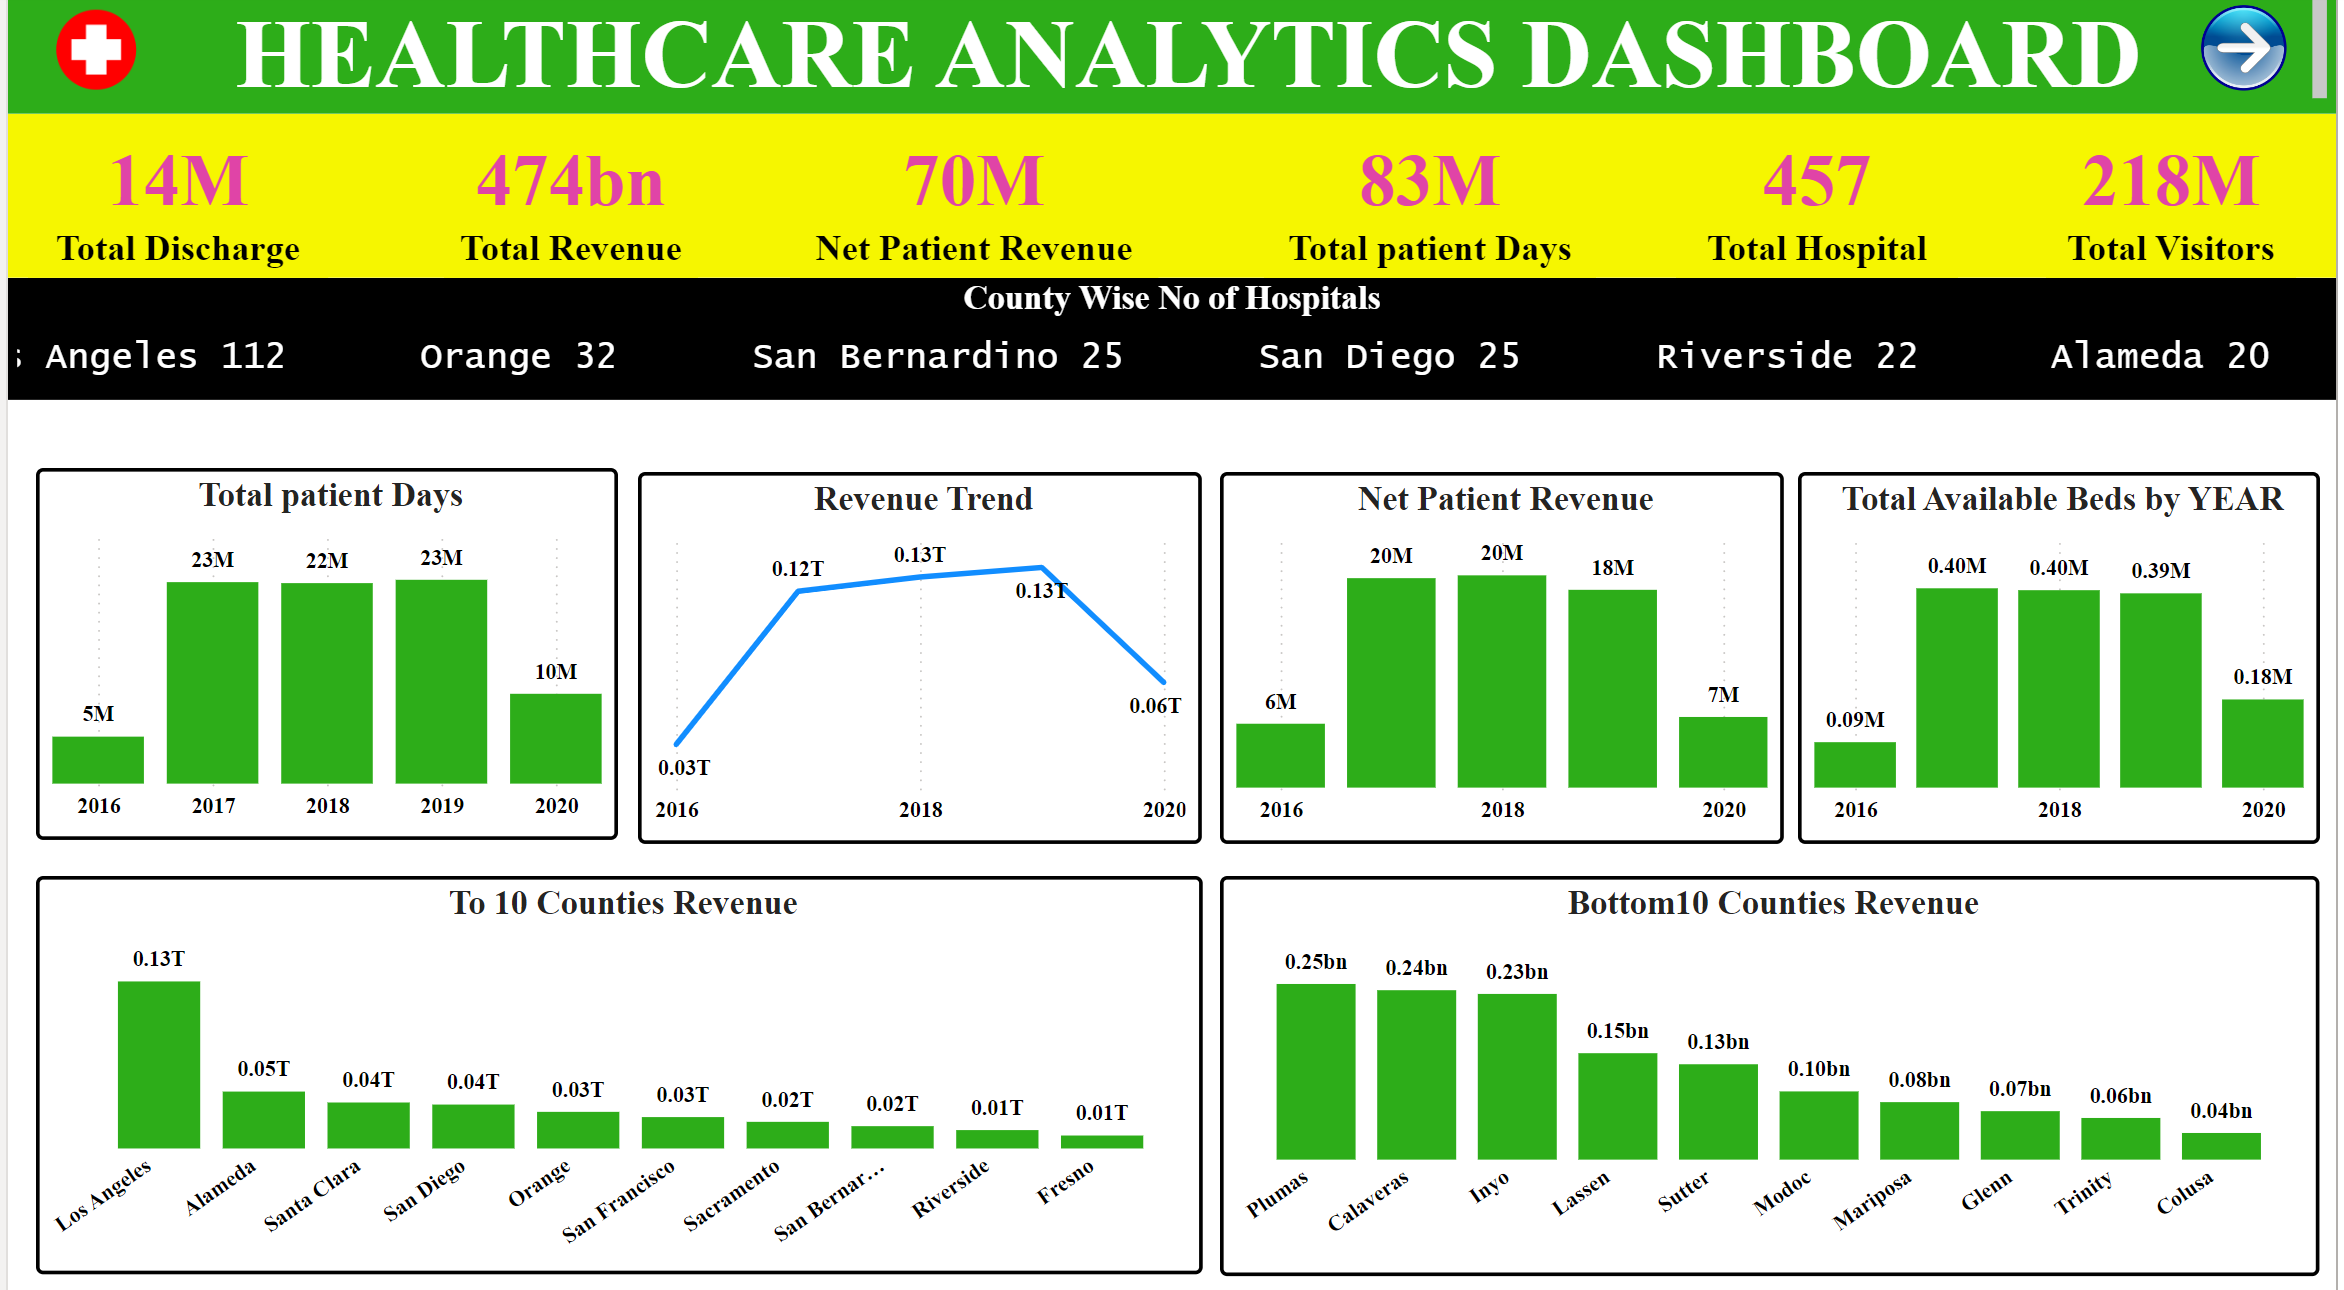 HEALTHCARE ANALYTICS DASHBOARD
14M
Total Discharge
474bn
Total Revenue
70M
Net Patient Revenue
83M
Total patient Days
457
Total Hospital
218M
Total Visitors
County Wise No of Hospitals
s Angeles 112 Orange 32 San Bernardino 25 San Diego 25 Riverside 22 Alameda 20
Total patient Days
5M 23M 22M 23M 10M
2016 2017 2018 2019 2020
Revenue Trend
0.03T 0.12T 0.13T 0.13T 0.06T
2016 2018 2020
Net Patient Revenue
6M 20M 20M 18M 7M
2016 2018 2020
Total Available Beds by YEAR
0.09M 0.40M 0.40M 0.39M 0.18M
2016 2018 2020
To 10 Counties Revenue
0.13T 0.05T 0.04T 0.04T 0.03T 0.03T 0.02T 0.02T 0.01T 0.01T
Los Angeles Alameda Santa Clara San Diego Orange San Francisco Sacramento San Bernar... Riverside Fresno
Bottom10 Counties Revenue
0.25bn 0.24bn 0.23bn 0.15bn 0.13bn 0.10bn 0.08bn 0.07bn 0.06bn 0.04bn
Plumas Calaveras Inyo Lassen Sutter Modoc Mariposa Glenn Trinity Colusa